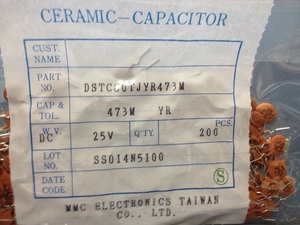 CERAMIC-CAPACITOR
CUST. NAME
PART NO. DSTCC0TJYR473M
CAP & TOL. 473M YR
W.V. DC 25V Q'TY. 200 PCS.
LOT NO. SS014N5100
DATE CODE S
MMC ELECTRONICS TAIWAN
CO., LTD.